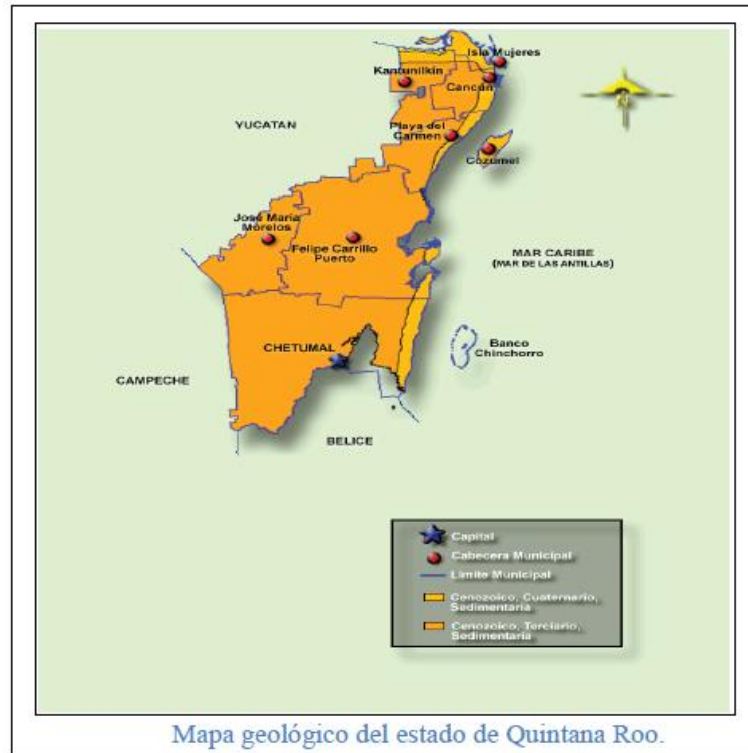 Isla Mujeres
Kantunilkín
Cancún
YUCATAN
Playa del
Carmen
Cozumel
José María
Morelos
Felipe Carrillo
Puerto
MAR CARIBE
(MAR DE LAS ANTILLAS)
CHETUMAL
Banco
Chinchorro
CAMPECHE
BELICE
Capital
Cabecera Municipal
Límite Municipal
Cenozoico, Cuaternario,
Sedimentaria
Cenozoico, Terciario,
Sedimentaria
Mapa geológico del estado de Quintana Roo.